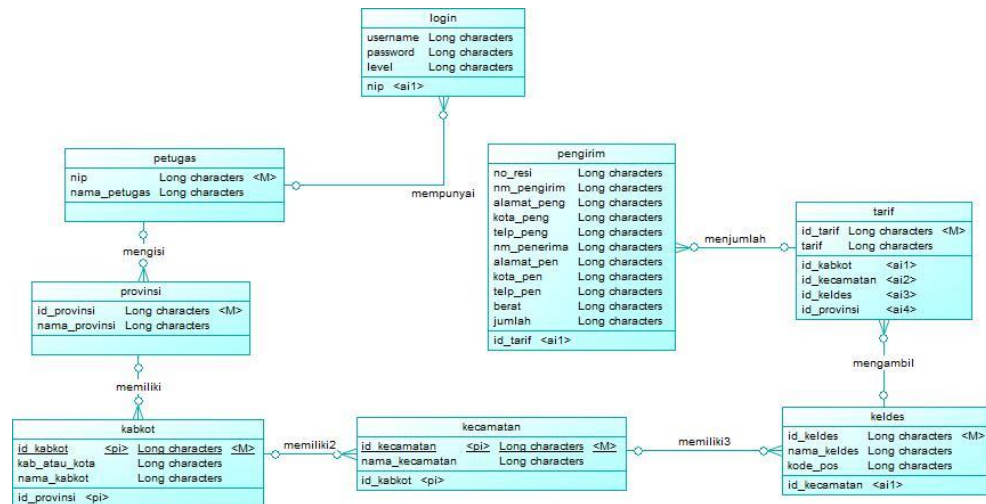 login
username Long characters
password Long characters
level Long characters
nip <ai1>
mempunyai
petugas
nip Long characters <M>
nama_petugas Long characters
mengisi
provinsi
id_provinsi Long characters <M>
nama_provinsi Long characters
memiliki
kabkot
id_kabkot <pi> Long characters <M>
kab_atau_kota Long characters
nama_kabkot Long characters
id_provinsi <pi>
memiliki2
kecamatan
id_kecamatan <pi> Long characters <M>
nama_kecamatan Long characters
id_kabkot <pi>
memiliki3
keldes
id_keldes Long characters <M>
nama_keldes Long characters
kode_pos Long characters
id_kecamatan <ai1>
mengambil
tarif
id_tarif Long characters <M>
tarif Long characters
id_kabkot <ai1>
id_kecamatan <ai2>
id_keldes <ai3>
id_provinsi <ai4>
menjumlah
pengirim
no_resi Long characters
nm_pengirim Long characters
alamat_peng Long characters
kota_peng Long characters
telp_peng Long characters
nm_penerima Long characters
alamat_pen Long characters
kota_pen Long characters
telp_pen Long characters
berat Long characters
jumlah Long characters
id_tarif <ai1>